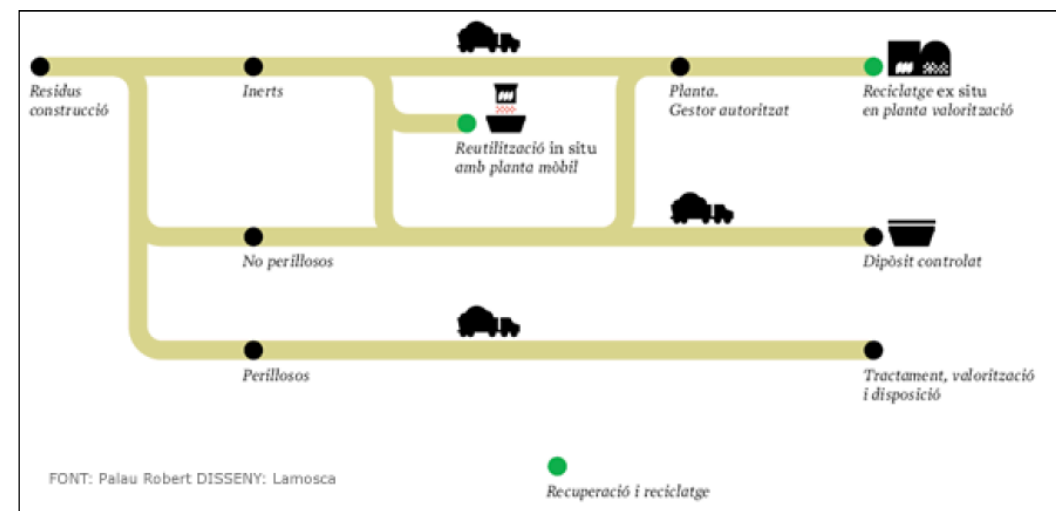 Residus
construcció
Inerts
Planta.
Gestor autoritzat
Reciclatge ex situ
en planta valorització
Reutilització in situ
amb planta mòbil
No perillosos
Dipòsit controlat
Perillosos
Tractament, valorització
i disposició
FONT: Palau Robert DISSENY: Lamosca
Recuperació i reciclatge